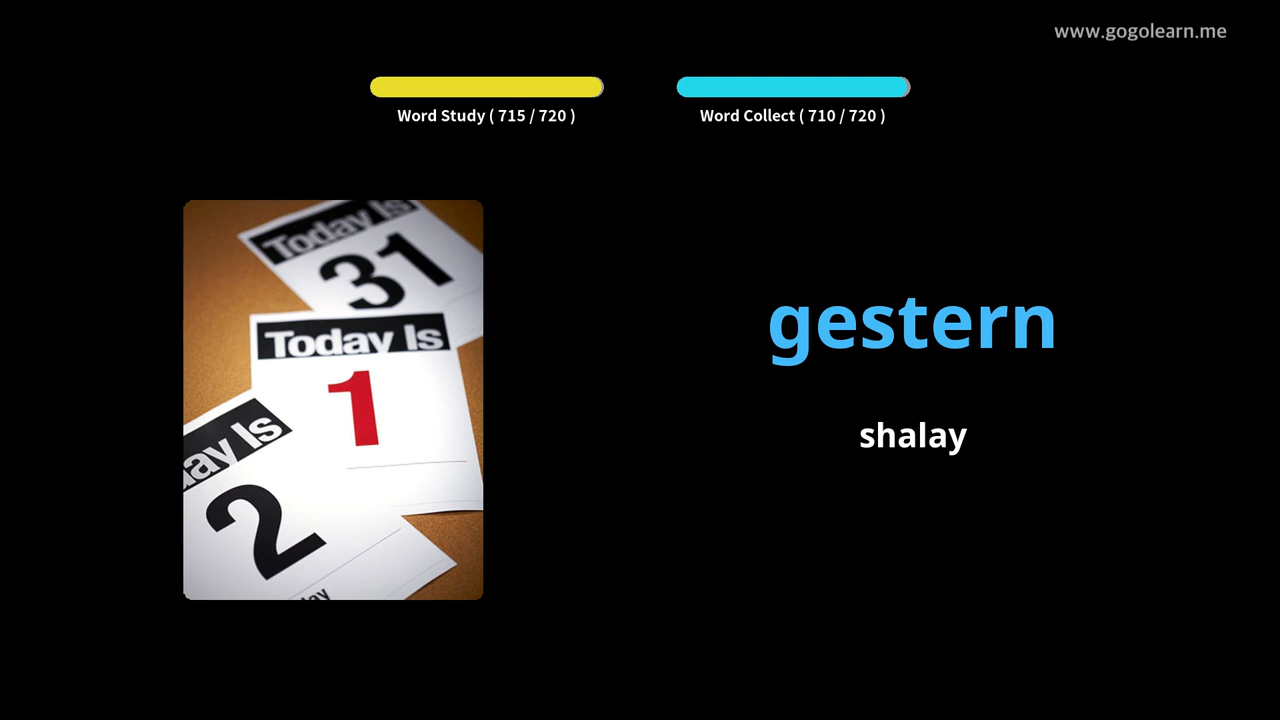 www.gogolearn.me
Word Study ( 715 / 720 )
Word Collect ( 710 / 720 )
Today Is
31
Today Is
1
ay Is
2
gestern
shalay